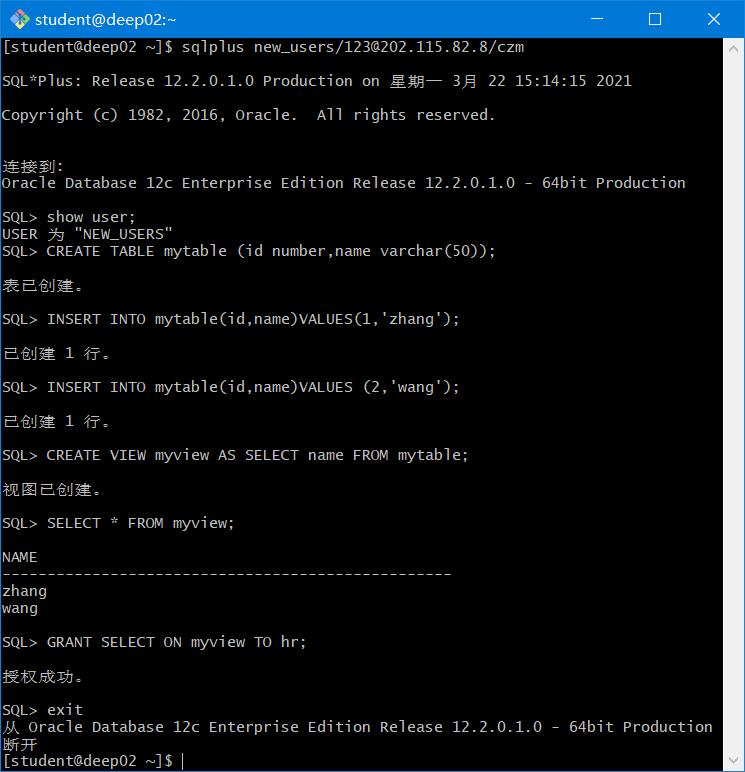 student@deep02:~
[student@deep02 ~]$ sqlplus new_users/123@202.115.82.8/czm
SQL*Plus: Release 12.2.0.1.0 Production on 星期一 3月 22 15:14:15 2021
Copyright (c) 1982, 2016, Oracle.  All rights reserved.
连接到:
Oracle Database 12c Enterprise Edition Release 12.2.0.1.0 - 64bit Production
SQL> show user;
USER 为 "NEW_USERS"
SQL> CREATE TABLE mytable (id number,name varchar(50));
表已创建。
SQL> INSERT INTO mytable(id,name)VALUES(1,'zhang');
已创建 1 行。
SQL> INSERT INTO mytable(id,name)VALUES (2,'wang');
已创建 1 行。
SQL> CREATE VIEW myview AS SELECT name FROM mytable;
视图已创建。
SQL> SELECT * FROM myview;
NAME
--------------------------------------------------
zhang
wang
SQL> GRANT SELECT ON myview TO hr;
授权成功。
SQL> exit
从 Oracle Database 12c Enterprise Edition Release 12.2.0.1.0 - 64bit Production
断开
[student@deep02 ~]$